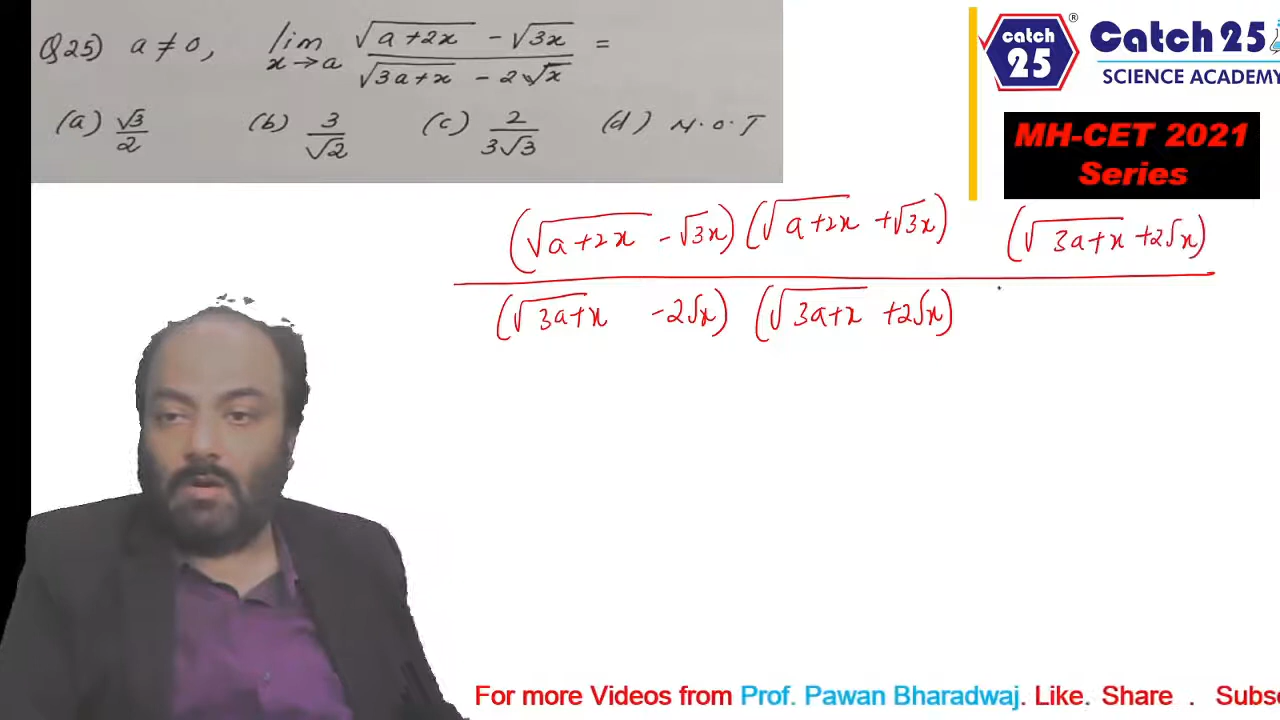 Q25) a ≠ 0, lim x→a (√(a+2x) - √(3x)) / (√(3a+x) - 2√x) =
(a) √3/2 (b) 3/√2 (c) 2/(3√3) (d) N.O.T
catch 25 ®
Catch 25
SCIENCE ACADEMY
MH-CET 2021
Series
(√(a+2x) - √3x) (√(a+2x) + √3x) (√(3a+x) + 2√x)
(√(3a+x) - 2√x) (√(3a+x) + 2√x)
For more Videos from Prof. Pawan Bharadwaj. Like. Share . Subsc